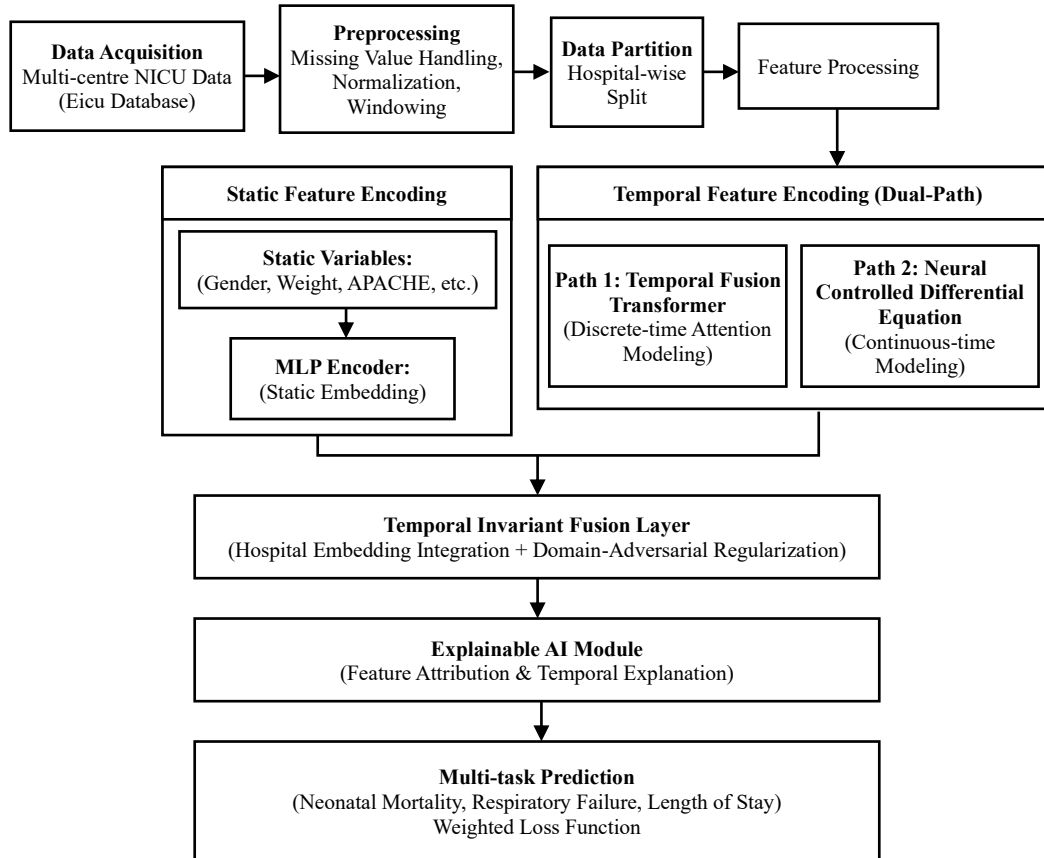 Data Acquisition
Multi-centre NICU Data
(Eicu Database)
Preprocessing
Missing Value Handling,
Normalization,
Windowing
Data Partition
Hospital-wise
Split
Feature Processing
Static Feature Encoding
Static Variables:
(Gender, Weight, APACHE, etc.)
MLP Encoder:
(Static Embedding)
Temporal Feature Encoding (Dual-Path)
Path 1: Temporal Fusion
Transformer
(Discrete-time Attention
Modeling)
Path 2: Neural
Controlled Differential
Equation
(Continuous-time
Modeling)
Temporal Invariant Fusion Layer
(Hospital Embedding Integration + Domain-Adversarial Regularization)
Explainable AI Module
(Feature Attribution & Temporal Explanation)
Multi-task Prediction
(Neonatal Mortality, Respiratory Failure, Length of Stay)
Weighted Loss Function